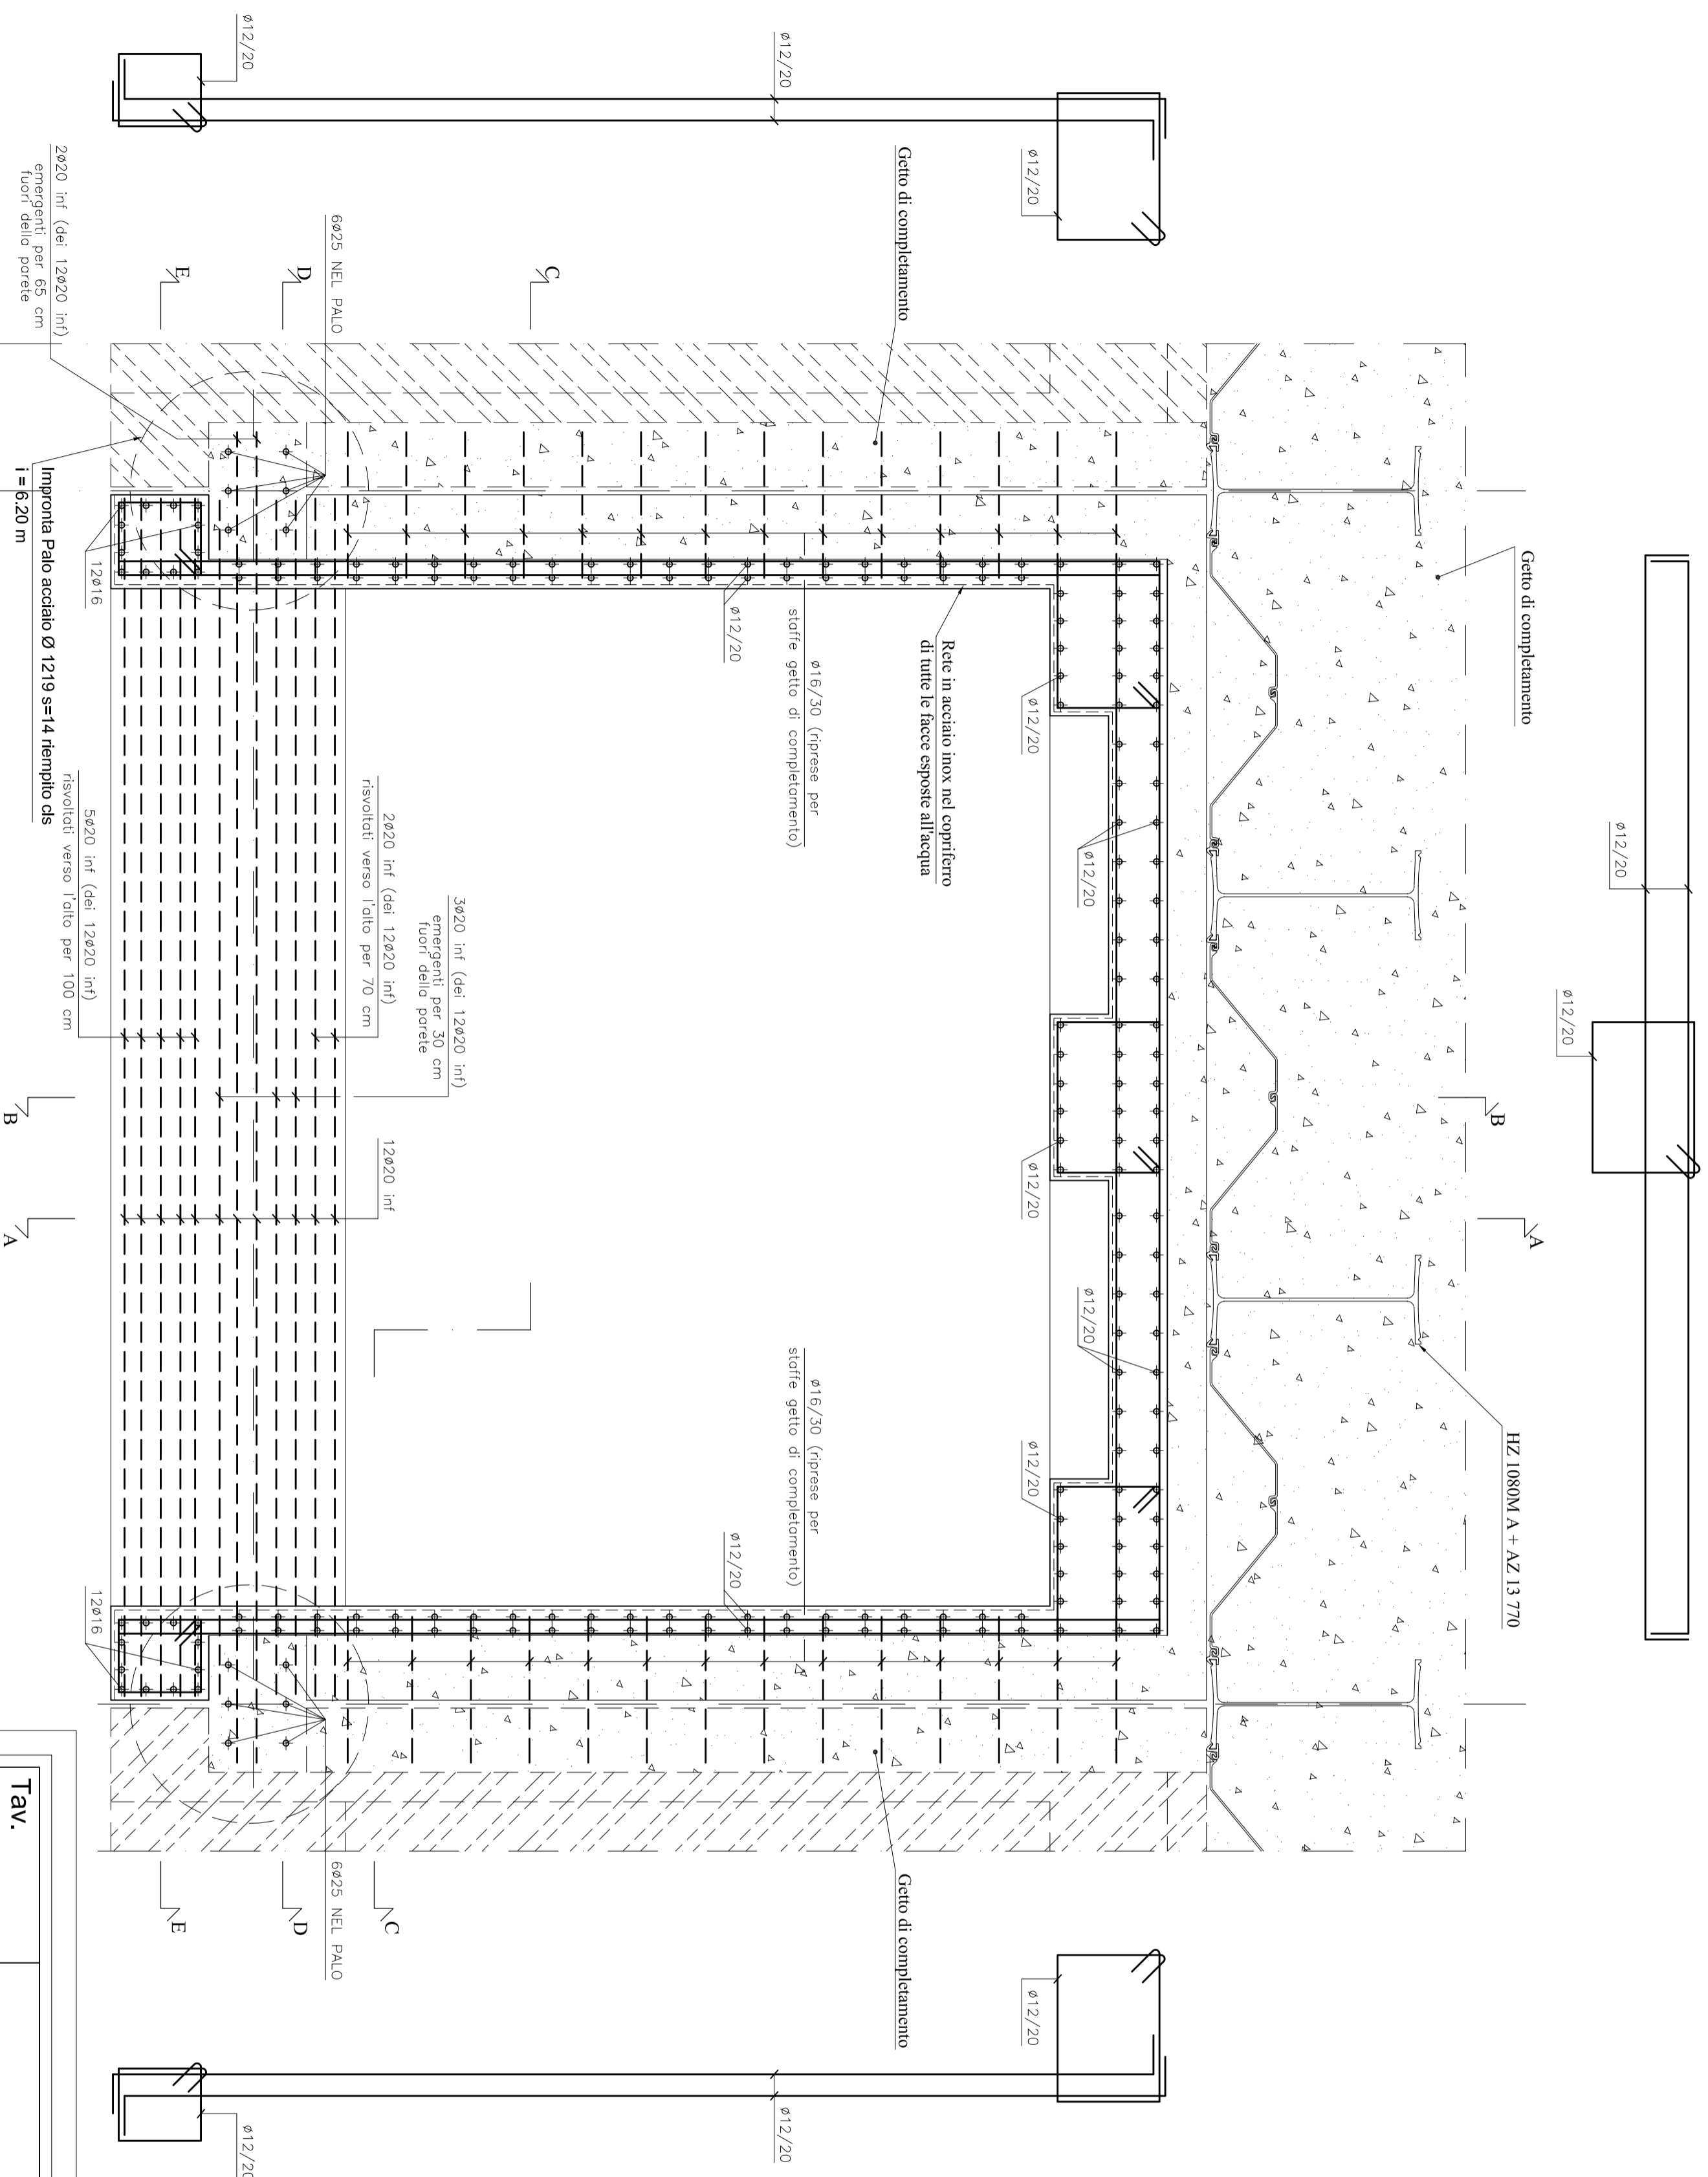 ø12/20
ø12/20
ø12/20
HZ 1080M A + AZ 13 770
Getto di completamento
B
A
ø12/20
ø12/20
ø12/20
ø12/20
ø12/20
ø12/20
ø12/20
Getto di completamento
Rete in acciaio inox nel copriferro
di tutte le facce esposte all'acqua
Getto di completamento
ø16/30 (riprese per
staffe getto di completamento)
ø16/30 (riprese per
staffe getto di completamento)
ø12/20
ø12/20
ø12/20
ø12/20
C
C
3ø20 inf (dei 12ø20 inf)
emergenti per 30 cm
fuori della parete
2ø20 inf (dei 12ø20 inf)
risvoltati verso l'alto per 70 cm
12ø20 inf
6ø25 NEL PALO
6ø25 NEL PALO
D
D
ø12/20
ø12/20
E
E
12ø16
12ø16
5ø20 inf (dei 12ø20 inf)
risvoltati verso l'alto per 100 cm
2ø20 inf (dei 12ø20 inf)
emergenti per 65 cm
fuori della parete
Impronta Palo acciaio Ø 1219 s=14 riempito cls
i = 6.20 m
B
A
Tav.